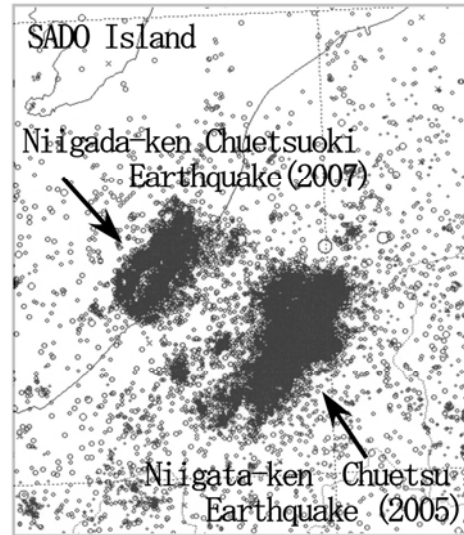 SADO Island
Niigada-ken Chuetsuoki
Earthquake(2007)
Niigata-ken Chuetsu
Earthquake (2005)